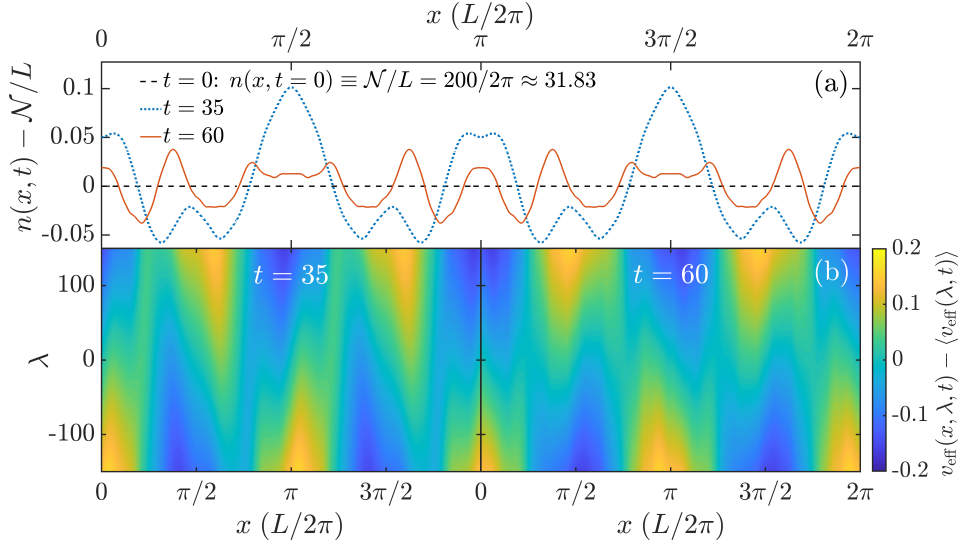 x (L/2π)
0 π/2 π 3π/2 2π
n(x, t) − 𝒩/L
0.1
0.05
0
-0.05
t = 0: n(x, t = 0) ≡ 𝒩/L = 200/2π ≈ 31.83
t = 35
t = 60
(a)
λ
100
0
-100
t = 35
t = 60
(b)
0 π/2 π 3π/2 0 π/2 π 3π/2 2π
x (L/2π) x (L/2π)
0.2
0.1
0
-0.1
-0.2
v_eff(x, λ, t) − ⟨v_eff(λ, t)⟩